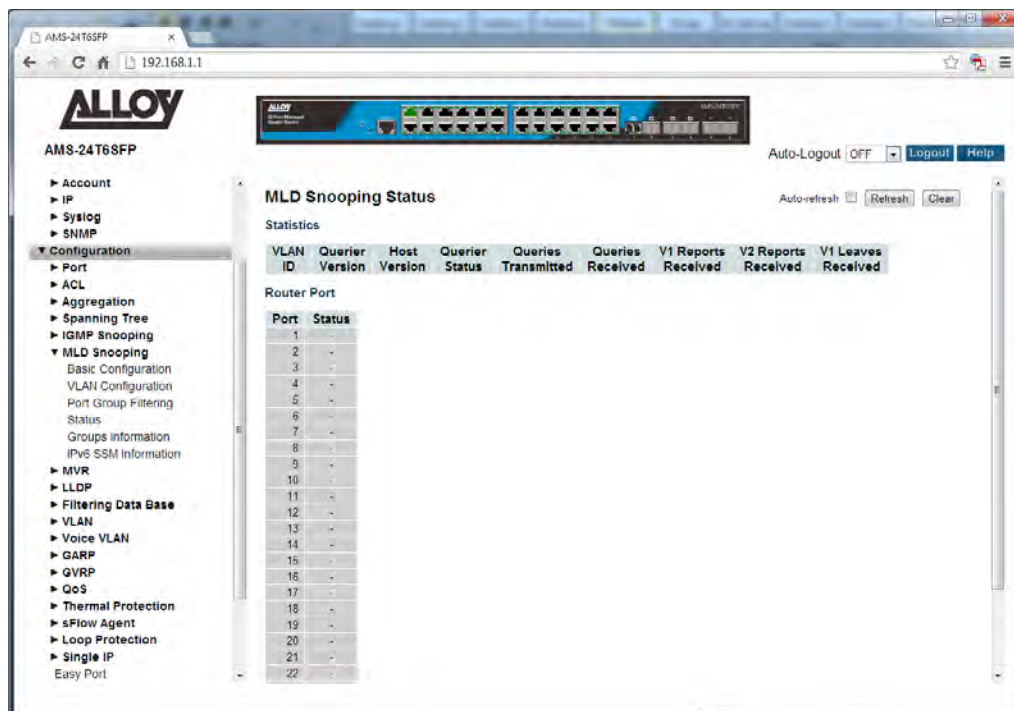 AMS-24T6SFP
192.168.1.1
ALLOY
ALLOY
AMS-24T6SFP
Auto-Logout OFF Logout Help
► Account
► IP
► Syslog
► SNMP
▼ Configuration
► Port
► ACL
► Aggregation
► Spanning Tree
► IGMP Snooping
▼ MLD Snooping
Basic Configuration
VLAN Configuration
Port Group Filtering
Status
Groups Information
IPv6 SSM Information
► MVR
► LLDP
► Filtering Data Base
► VLAN
► Voice VLAN
► GARP
► GVRP
► QoS
► Thermal Protection
► sFlow Agent
► Loop Protection
► Single IP
Easy Port
MLD Snooping Status
Auto-refresh Refresh Clear
Statistics
VLAN ID Querier Version Host Version Querier Status Queries Transmitted Queries Received V1 Reports Received V2 Reports Received V1 Leaves Received
Router Port
Port Status
1 -
2 -
3 -
4 -
5 -
6 -
7 -
8 -
9 -
10 -
11 -
12 -
13 -
14 -
15 -
16 -
17 -
18 -
19 -
20 -
21 -
22 -